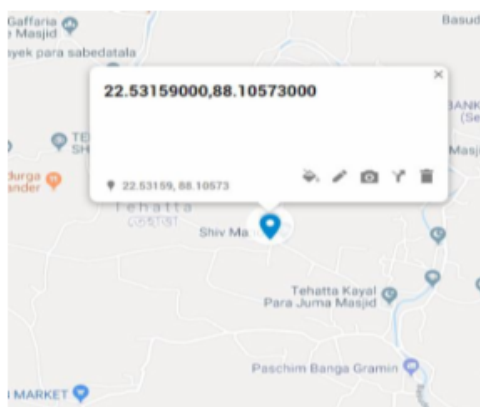 Gaffaria
Masjid
Basud
yek para sabedatala
22.53159000,88.10573000
BANK
(Se
TE
SH
Masji
durga
ander
22.53159, 88.10573
Tehatta
তেহাট্টা
Shiv Ma
Tehatta Kayal
Para Juma Masjid
Paschim Banga Gramin
MARKET